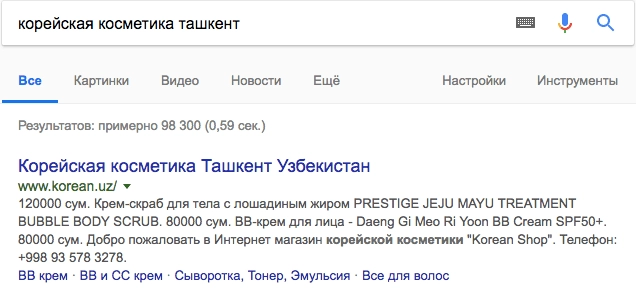 корейская косметика ташкент
Все Картинки Видео Новости Ещё Настройки Инструменты
Результатов: примерно 98 300 (0,59 сек.)
Корейская косметика Ташкент Узбекистан
www.korean.uz/
120000 сум. Крем-скраб для тела с лошадиным жиром PRESTIGE JEJU MAYU TREATMENT
BUBBLE BODY SCRUB. 80000 сум. BB-крем для лица - Daeng Gi Meo Ri Yoon BB Cream SPF50+.
80000 сум. Добро пожаловать в Интернет магазин корейской косметики "Korean Shop". Телефон:
+998 93 578 3278.
BB крем · BB и CC крем · Сыворотка, Тонер, Эмульсия · Все для волос